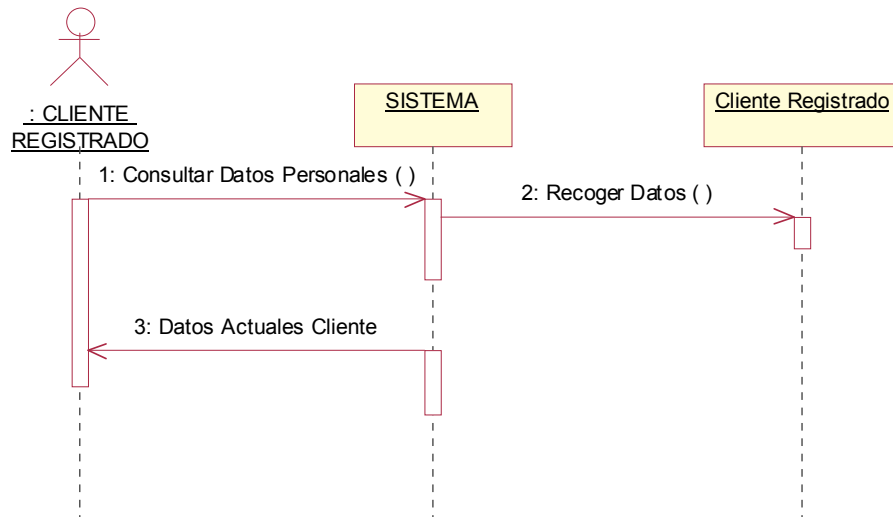 : CLIENTE
REGISTRADO
SISTEMA
Cliente Registrado
1: Consultar Datos Personales ( )
2: Recoger Datos ( )
3: Datos Actuales Cliente